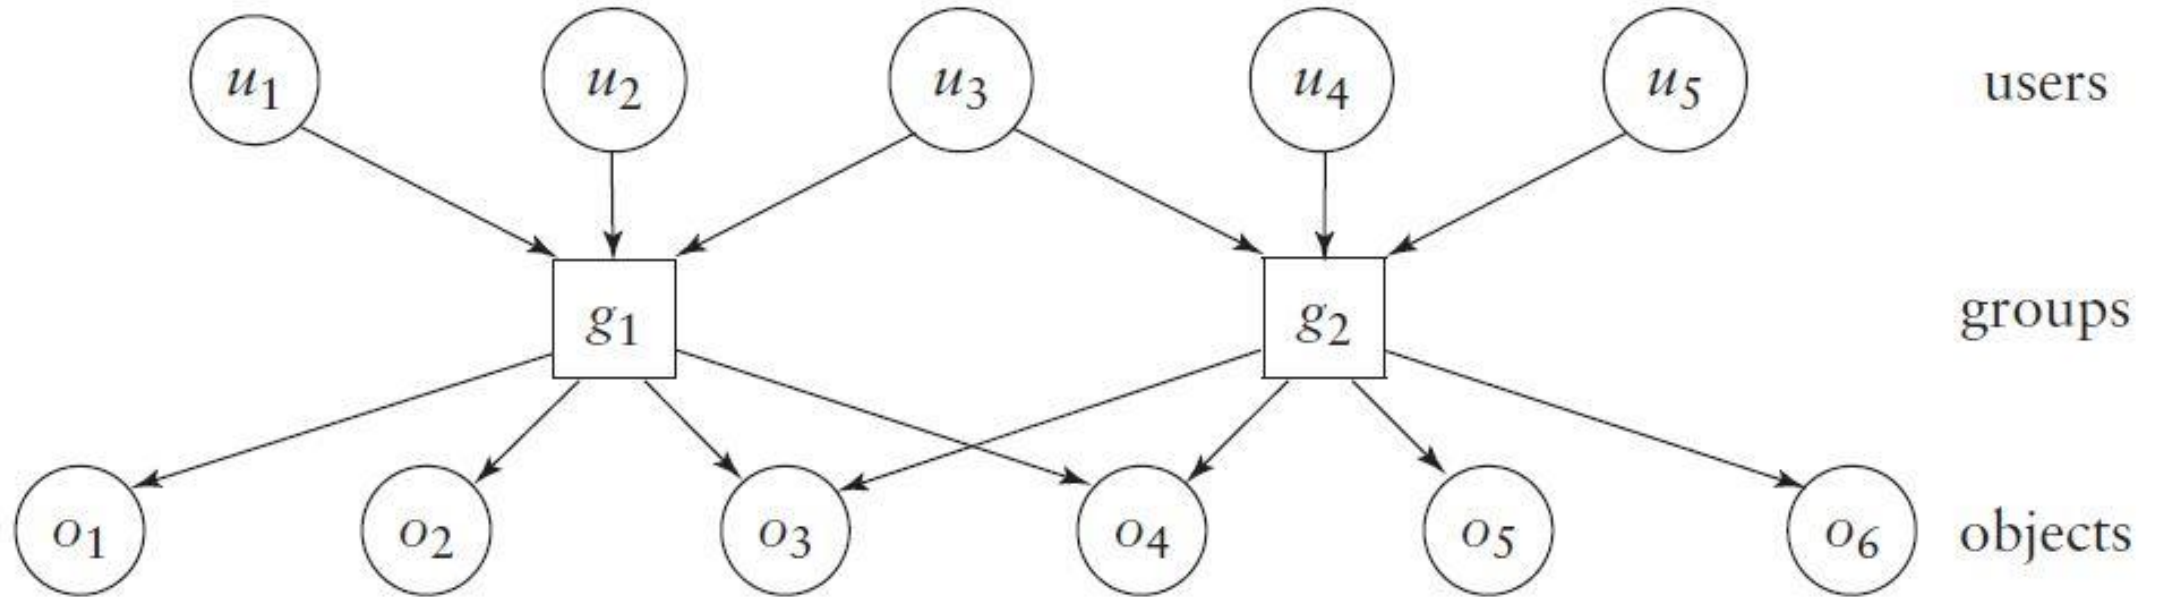 u1 u2 u3 u4 u5 users
g1 g2 groups
o1 o2 o3 o4 o5 o6 objects